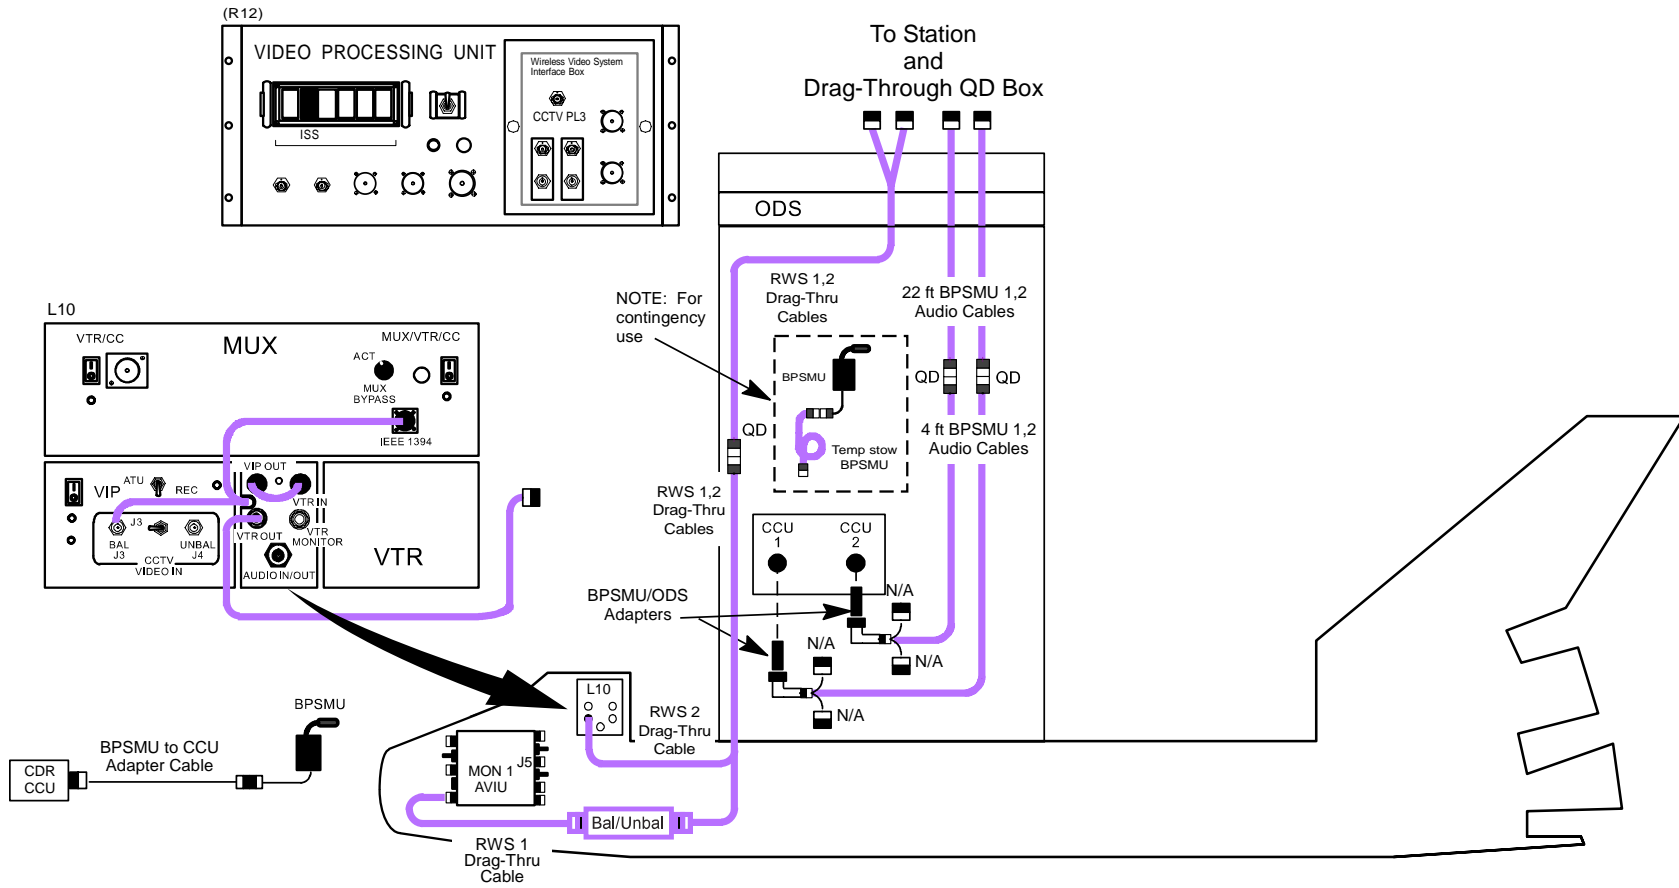 (R12)
VIDEO PROCESSING UNIT
Wireless Video System
Interface Box
CCTV PL3
ISS
To Station
and
Drag-Through QD Box
ODS
RWS 1,2
Drag-Thru
Cables
22 ft BPSMU 1,2
Audio Cables
NOTE: For
contingency
use
BPSMU
Temp stow
BPSMU
QD
QD
QD
4 ft BPSMU 1,2
Audio Cables
RWS 1,2
Drag-Thru
Cables
CCU
1
CCU
2
BPSMU/ODS
Adapters
N/A
N/A
N/A
N/A
L10
MUX
VTR/CC
MUX/VTR/CC
ACT
MUX
BYPASS
IEEE 1394
VIP
ATU
REC
J3
BAL
J3
UNBAL
J4
CCTV
VIDEO IN
VIP OUT
VTR IN
VTR OUT
VTR
MONITOR
AUDIO IN/OUT
VTR
L10
RWS 2
Drag-Thru
Cable
MON 1
AVIU
J5
Bal/Unbal
RWS 1
Drag-Thru
Cable
BPSMU
BPSMU to CCU
Adapter Cable
CDR
CCU